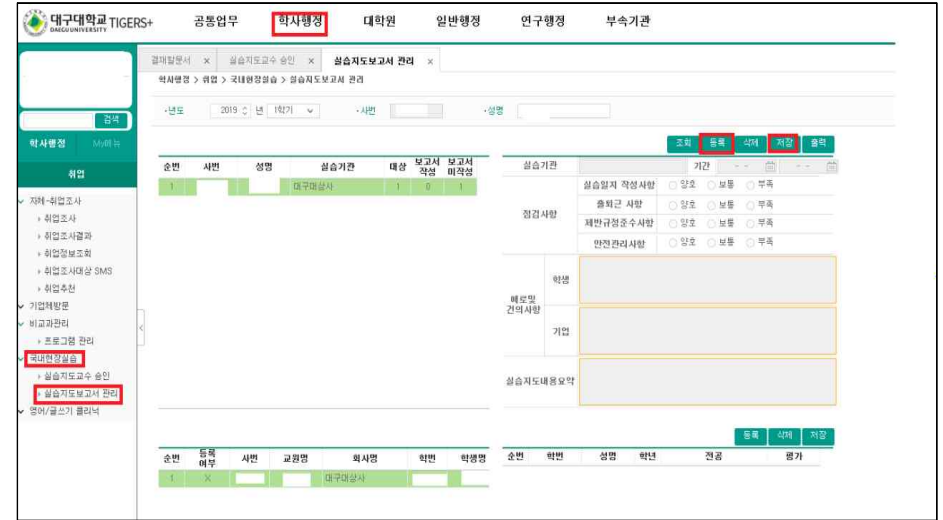 대구대학교 TIGERS+
DAEGU UNIVERSITY
공통업무 학사행정 대학원 일반행정 연구행정 부속기관
결재할문서 × 실습지도교수 승인 × 실습지도보고서 관리 ×
학사행정 > 취업 > 국내현장실습 > 실습지도보고서 관리
·년도 2019 년 1학기 ·사번 ·성명
검색
학사행정 My메뉴
취업
자체-취업조사
취업조사
취업조사결과
취업정보조회
취업조사대상 SMS
취업추천
기업체방문
비교과관리
프로그램 관리
국내현장실습
실습지도교수 승인
실습지도보고서 관리
영어/글쓰기 클리닉
조회 등록 삭제 저장 출력
순번 사번 성명 실습기관 대상 보고서 작성 보고서 미작성
1 대구대상사 1 0 1
실습기관 기간 - - - -
점검사항
실습일지 작성사항 양호 보통 부족
출퇴근 사항 양호 보통 부족
제반규정준수사항 양호 보통 부족
안전관리사항 양호 보통 부족
애로및
건의사항
학생
기업
실습지도내용요약
등록 삭제 저장
순번 등록여부 사번 교원명 회사명 학번 학생명
1 X 대구대상사
순번 학번 성명 학년 전공 평가